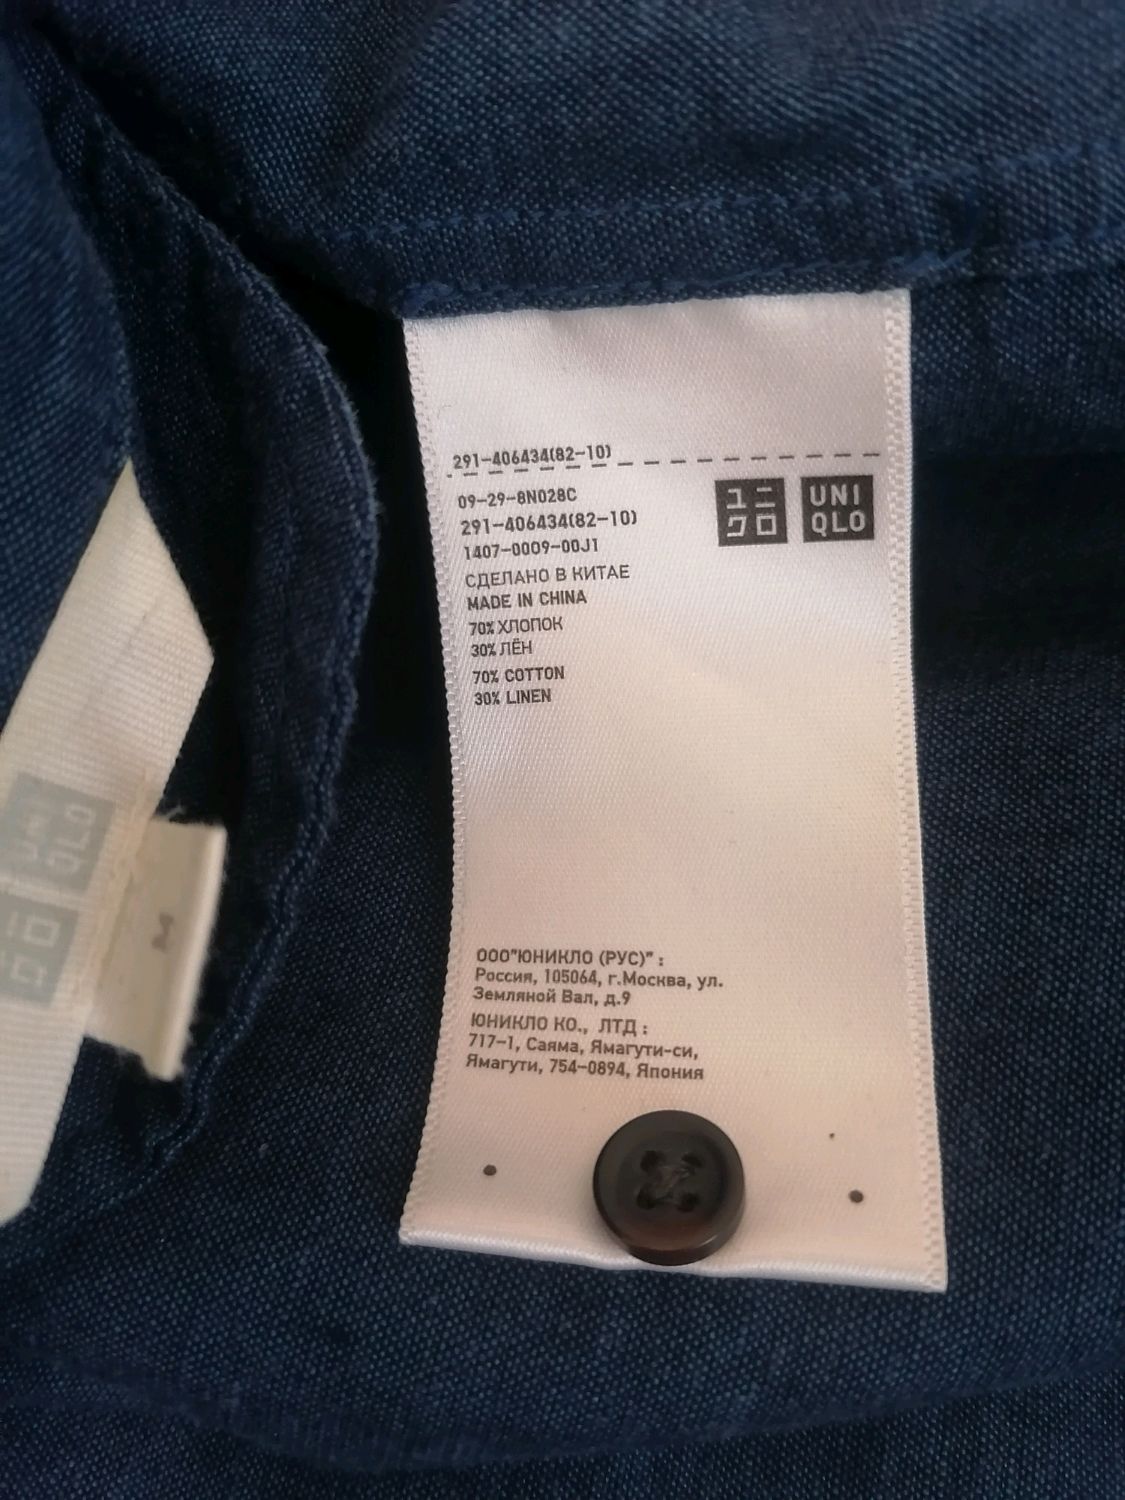 291-406434(82-10)
09-29-8N028C
291-406434(82-10)
1407-0009-00J1
СДЕЛАНО В КИТАЕ
MADE IN CHINA
70% ХЛОПОК
30% ЛЁН
70% COTTON
30% LINEN
ユニ
クロ
UNI
QLO
ООО"ЮНИКЛО (РУС)" :
Россия, 105064, г.Москва, ул.
Земляной Вал, д.9
ЮНИКЛО КО., ЛТД :
717-1, Саяма, Ямагути-си,
Ямагути, 754-0894, Япония
UNI
QLO
M